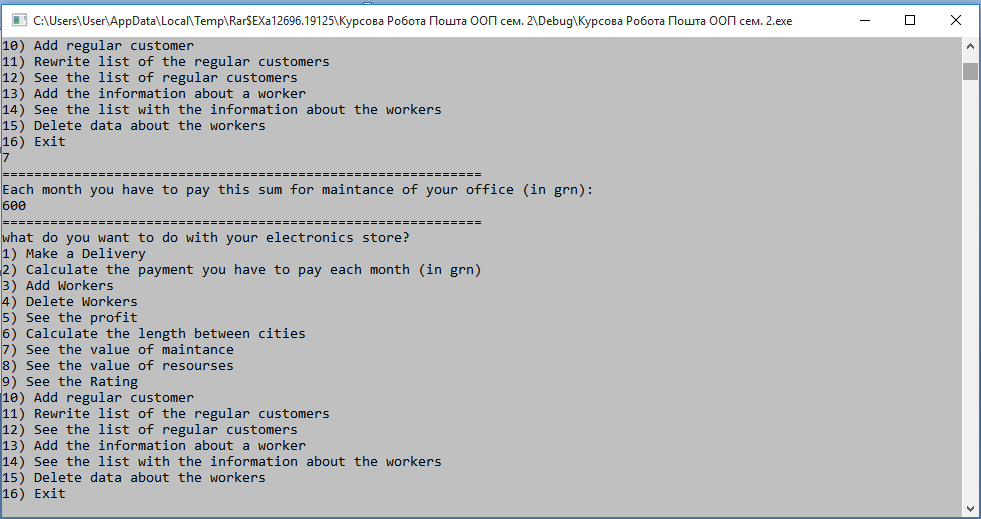 C:\Users\User\AppData\Local\Temp\Rar$EXa12696.19125\Курсова Робота Пошта ООП сем. 2\Debug\Курсова Робота Пошта ООП сем. 2.exe
10) Add regular customer
11) Rewrite list of the regular customers
12) See the list of regular customers
13) Add the information about a worker
14) See the list with the information about the workers
15) Delete data about the workers
16) Exit
7
============================================================
Each month you have to pay this sum for maintance of your office (in grn):
600
============================================================
what do you want to do with your electronics store?
1) Make a Delivery
2) Calculate the payment you have to pay each month (in grn)
3) Add Workers
4) Delete Workers
5) See the profit
6) Calculate the length between cities
7) See the value of maintance
8) See the value of resourses
9) See the Rating
10) Add regular customer
11) Rewrite list of the regular customers
12) See the list of regular customers
13) Add the information about a worker
14) See the list with the information about the workers
15) Delete data about the workers
16) Exit